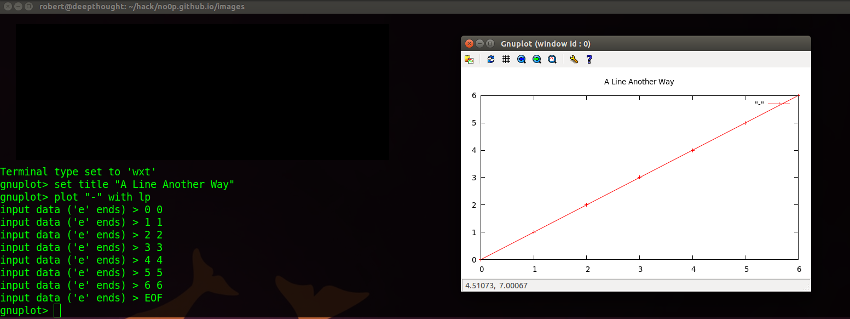 robert@deepthought: ~/hack/no0p.github.io/images
Terminal type set to 'wxt'
gnuplot> set title "A Line Another Way"
gnuplot> plot "-" with lp
input data ('e' ends) > 0 0
input data ('e' ends) > 1 1
input data ('e' ends) > 2 2
input data ('e' ends) > 3 3
input data ('e' ends) > 4 4
input data ('e' ends) > 5 5
input data ('e' ends) > 6 6
input data ('e' ends) > EOF
gnuplot>
Gnuplot (window id : 0)
A Line Another Way
"-"
6
5
4
3
2
1
0
0 1 2 3 4 5 6
4.51073, 7.00067